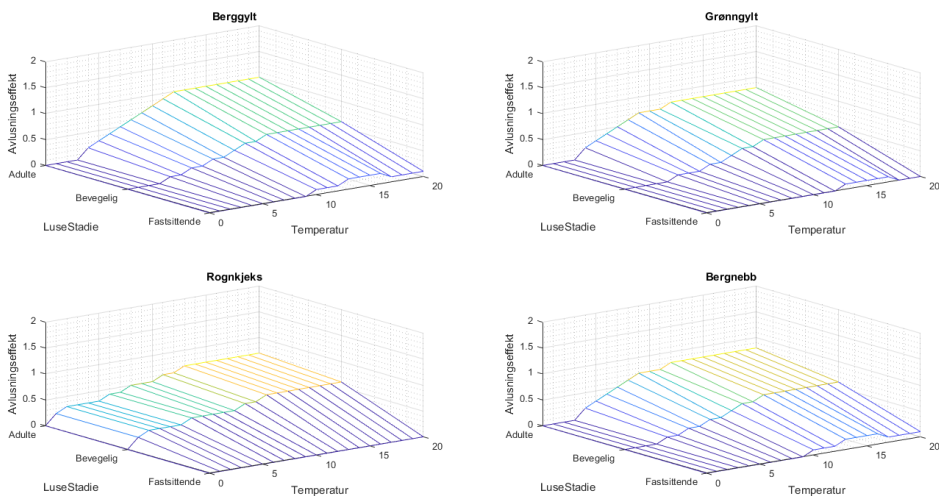 Berggylt
2
1.5
1
0.5
0
Avlusningseffekt
Adulte
Bevegelig
Fastsittende
LuseStadie
0
5
10
15
20
Temperatur
Grønngylt
2
1.5
1
0.5
0
Avlusningseffekt
Adulte
Bevegelig
Fastsittende
LuseStadie
0
5
10
15
20
Temperatur
Rognkjeks
2
1.5
1
0.5
0
Avlusningseffekt
Adulte
Bevegelig
Fastsittende
LuseStadie
0
5
10
15
20
Temperatur
Bergnebb
2
1.5
1
0.5
0
Avlusningseffekt
Adulte
Bevegelig
Fastsittende
LuseStadie
0
5
10
15
20
Temperatur